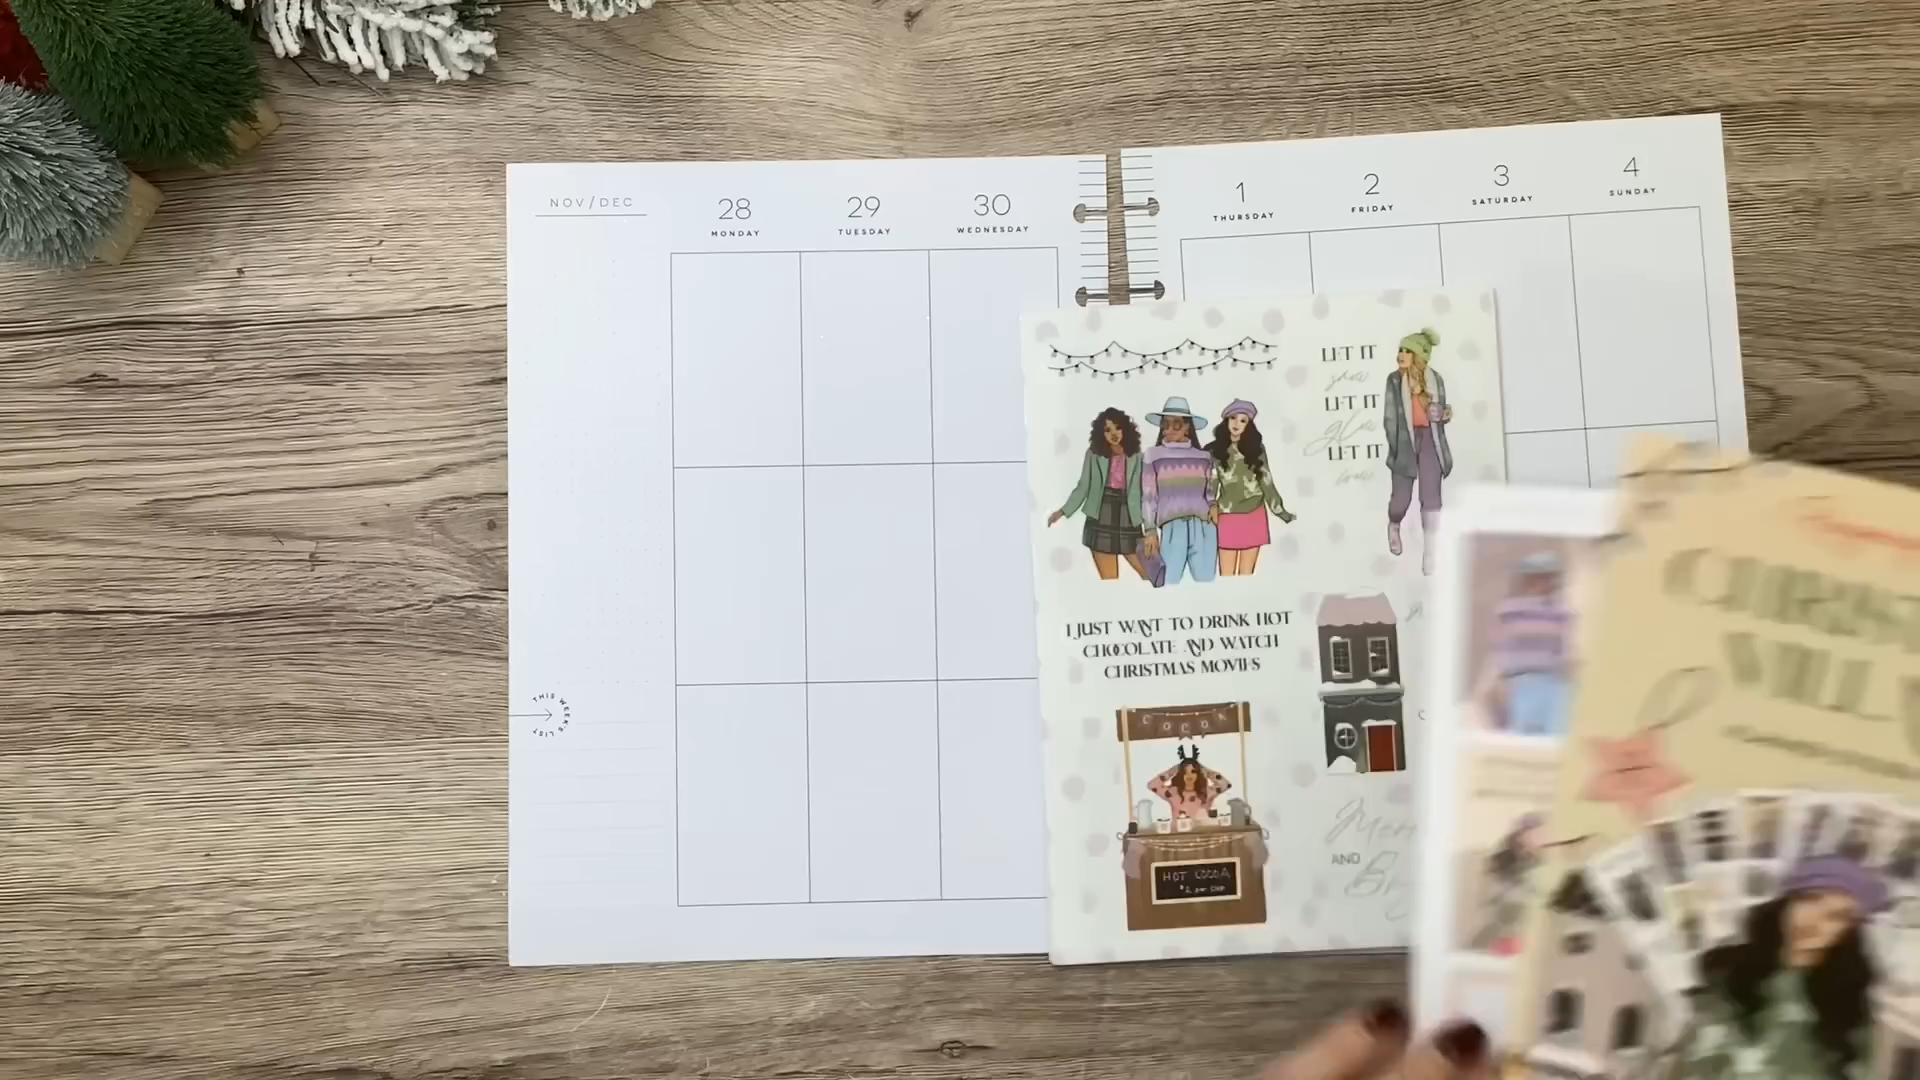 NOV/DEC
28
MONDAY
29
TUESDAY
30
WEDNESDAY
1
THURSDAY
2
FRIDAY
3
SATURDAY
4
SUNDAY
THIS WEEK'S LIST
LET IT
snow
LET IT
glow
LET IT
I JUST WANT TO DRINK HOT
CHOCOLATE AND WATCH
CHRISTMAS MOVIES
COCOA
HOT COCOA
AND